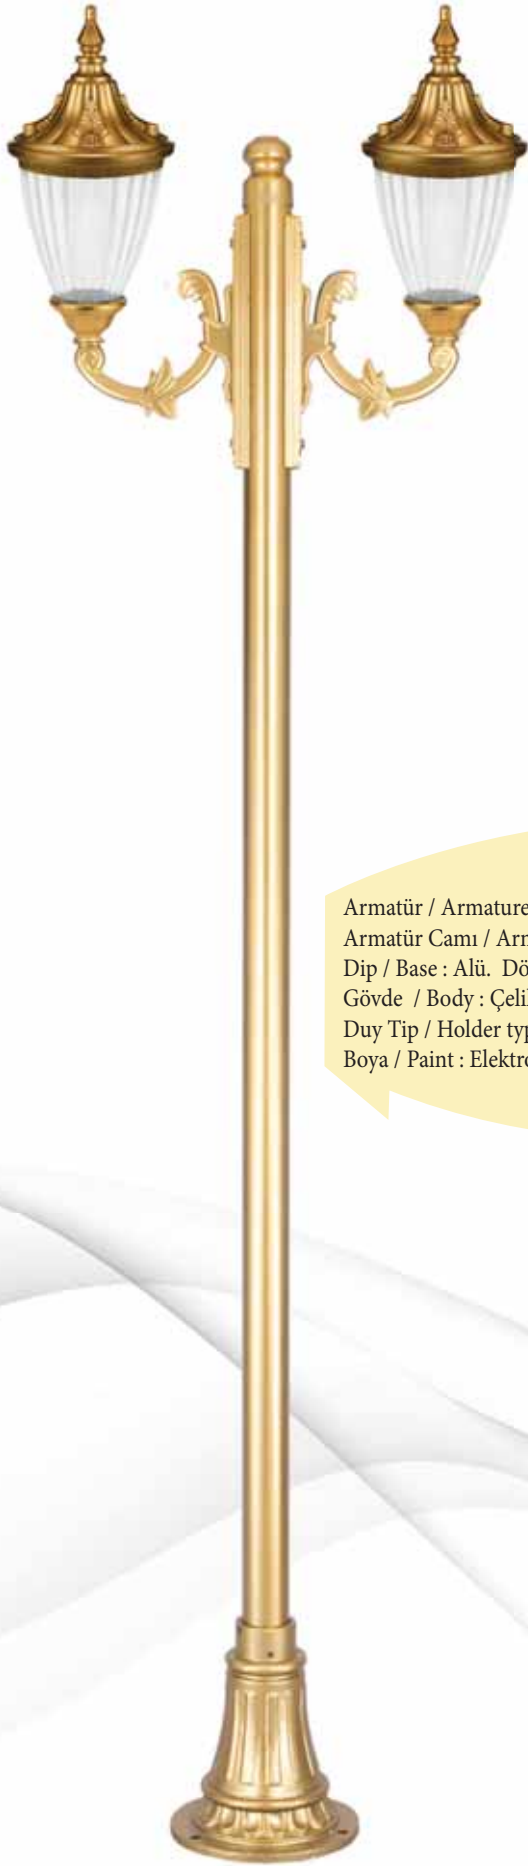 Armatür / Armature
Armatür Camı / Arm
Dip / Base : Alü. Dö
Gövde / Body : Çeli
Duy Tip / Holder typ
Boya / Paint : Elektro